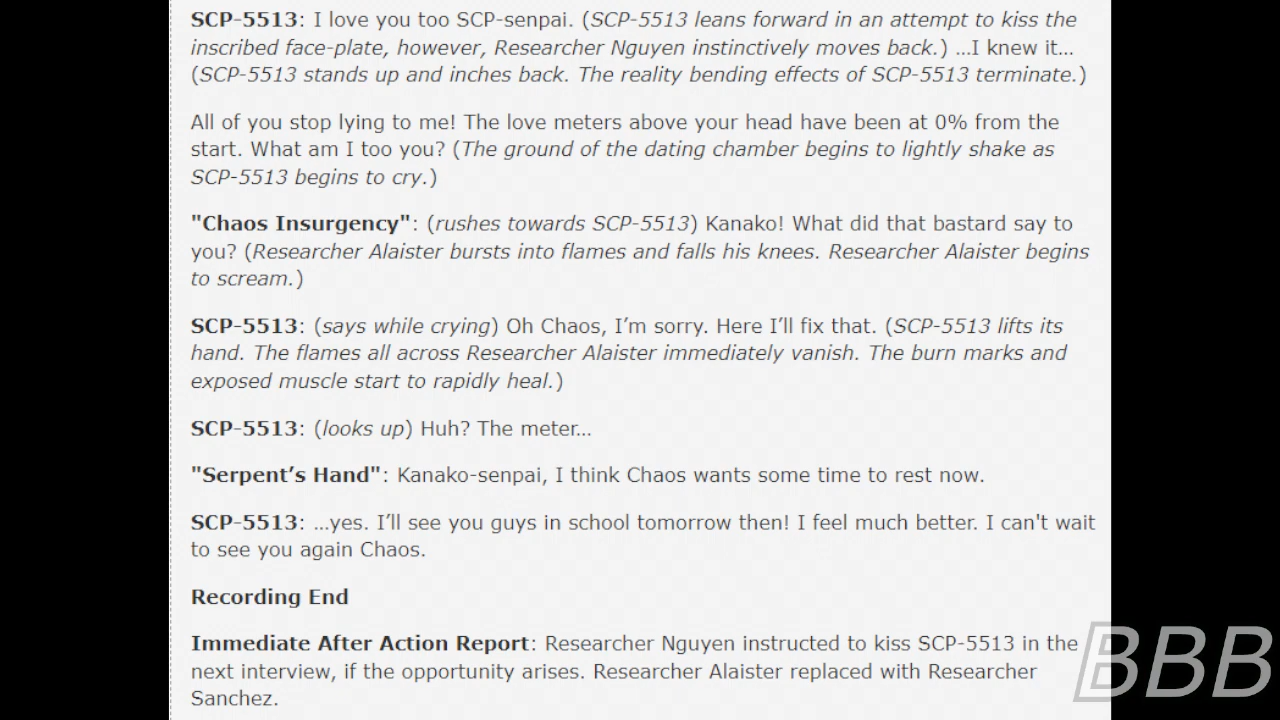 SCP-5513: I love you too SCP-senpai. (SCP-5513 leans forward in an attempt to kiss the
inscribed face-plate, however, Researcher Nguyen instinctively moves back.) …I knew it…
(SCP-5513 stands up and inches back. The reality bending effects of SCP-5513 terminate.)
All of you stop lying to me! The love meters above your head have been at 0% from the
start. What am I too you? (The ground of the dating chamber begins to lightly shake as
SCP-5513 begins to cry.)
"Chaos Insurgency": (rushes towards SCP-5513) Kanako! What did that bastard say to
you? (Researcher Alaister bursts into flames and falls his knees. Researcher Alaister begins
to scream.)
SCP-5513: (says while crying) Oh Chaos, I’m sorry. Here I’ll fix that. (SCP-5513 lifts its
hand. The flames all across Researcher Alaister immediately vanish. The burn marks and
exposed muscle start to rapidly heal.)
SCP-5513: (looks up) Huh? The meter…
"Serpent’s Hand": Kanako-senpai, I think Chaos wants some time to rest now.
SCP-5513: …yes. I’ll see you guys in school tomorrow then! I feel much better. I can't wait
to see you again Chaos.
Recording End
Immediate After Action Report: Researcher Nguyen instructed to kiss SCP-5513 in the
next interview, if the opportunity arises. Researcher Alaister replaced with Researcher
Sanchez.
BBB